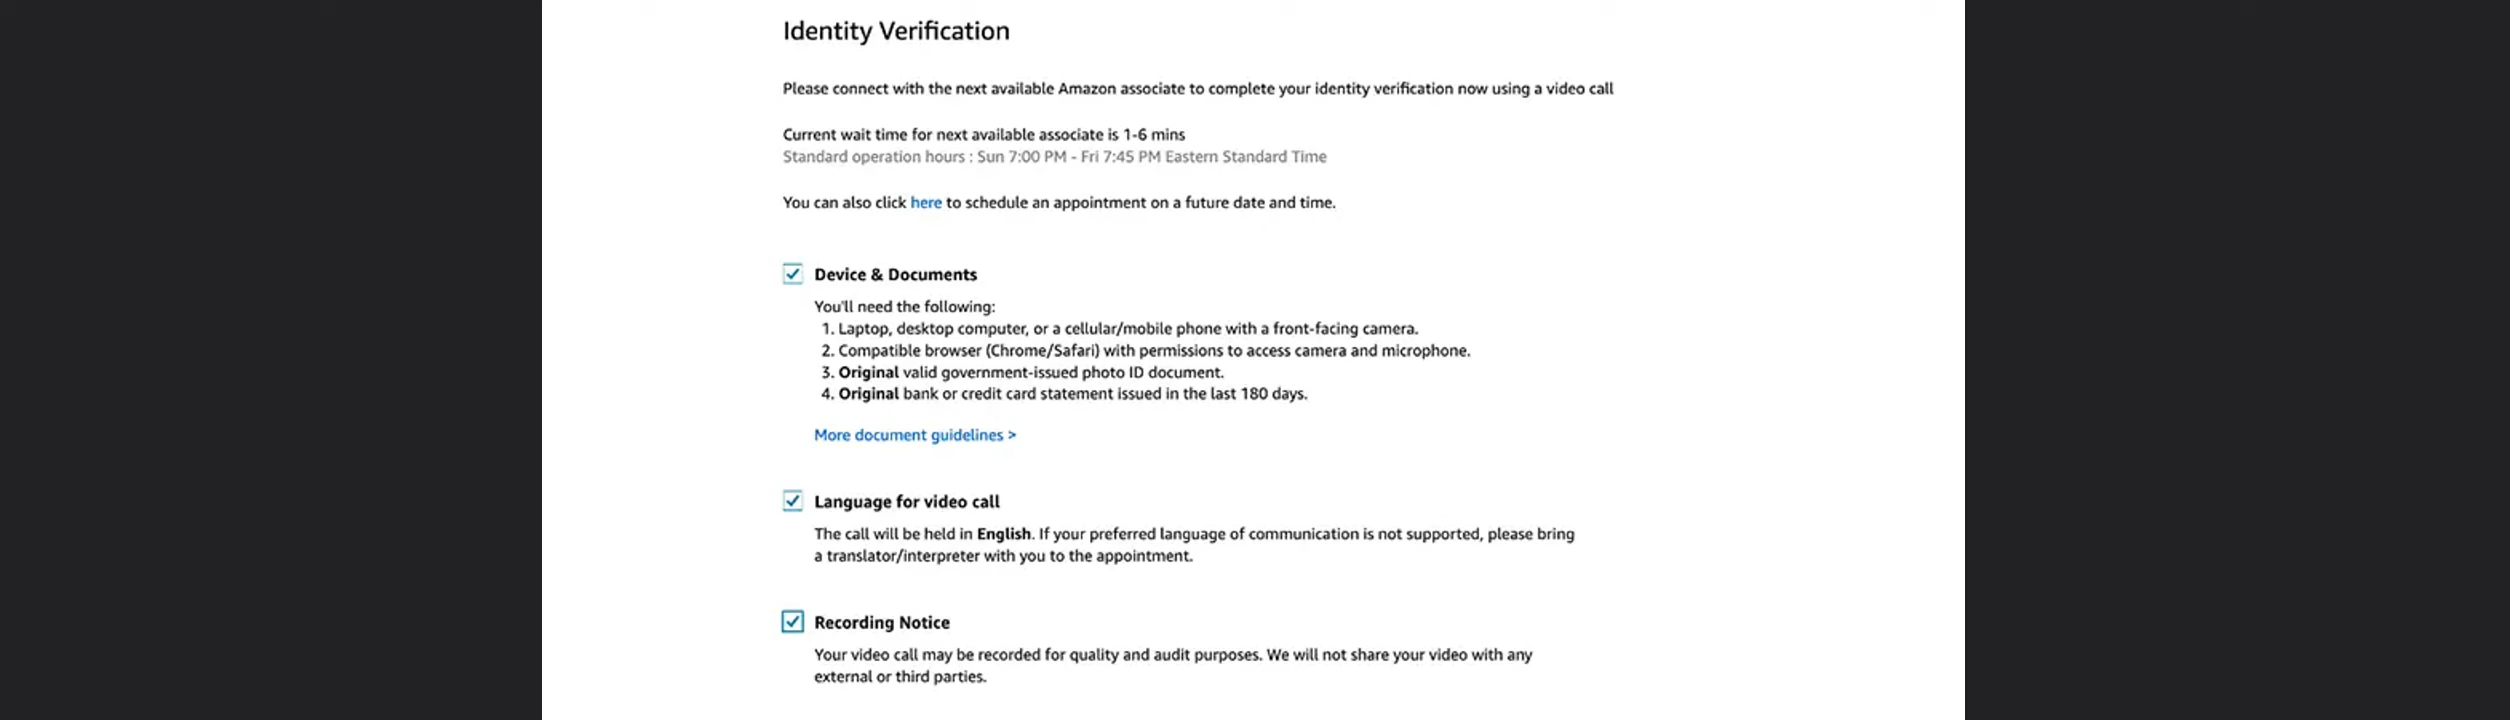 Identity Verification
Please connect with the next available Amazon associate to complete your identity verification now using a video call
Current wait time for next available associate is 1-6 mins
Standard operation hours : Sun 7:00 PM - Fri 7:45 PM Eastern Standard Time
You can also click here to schedule an appointment on a future date and time.
Device & Documents
You'll need the following:
1. Laptop, desktop computer, or a cellular/mobile phone with a front-facing camera.
2. Compatible browser (Chrome/Safari) with permissions to access camera and microphone.
3. Original valid government-issued photo ID document.
4. Original bank or credit card statement issued in the last 180 days.
More document guidelines >
Language for video call
The call will be held in English. If your preferred language of communication is not supported, please bring
a translator/interpreter with you to the appointment.
Recording Notice
Your video call may be recorded for quality and audit purposes. We will not share your video with any
external or third parties.